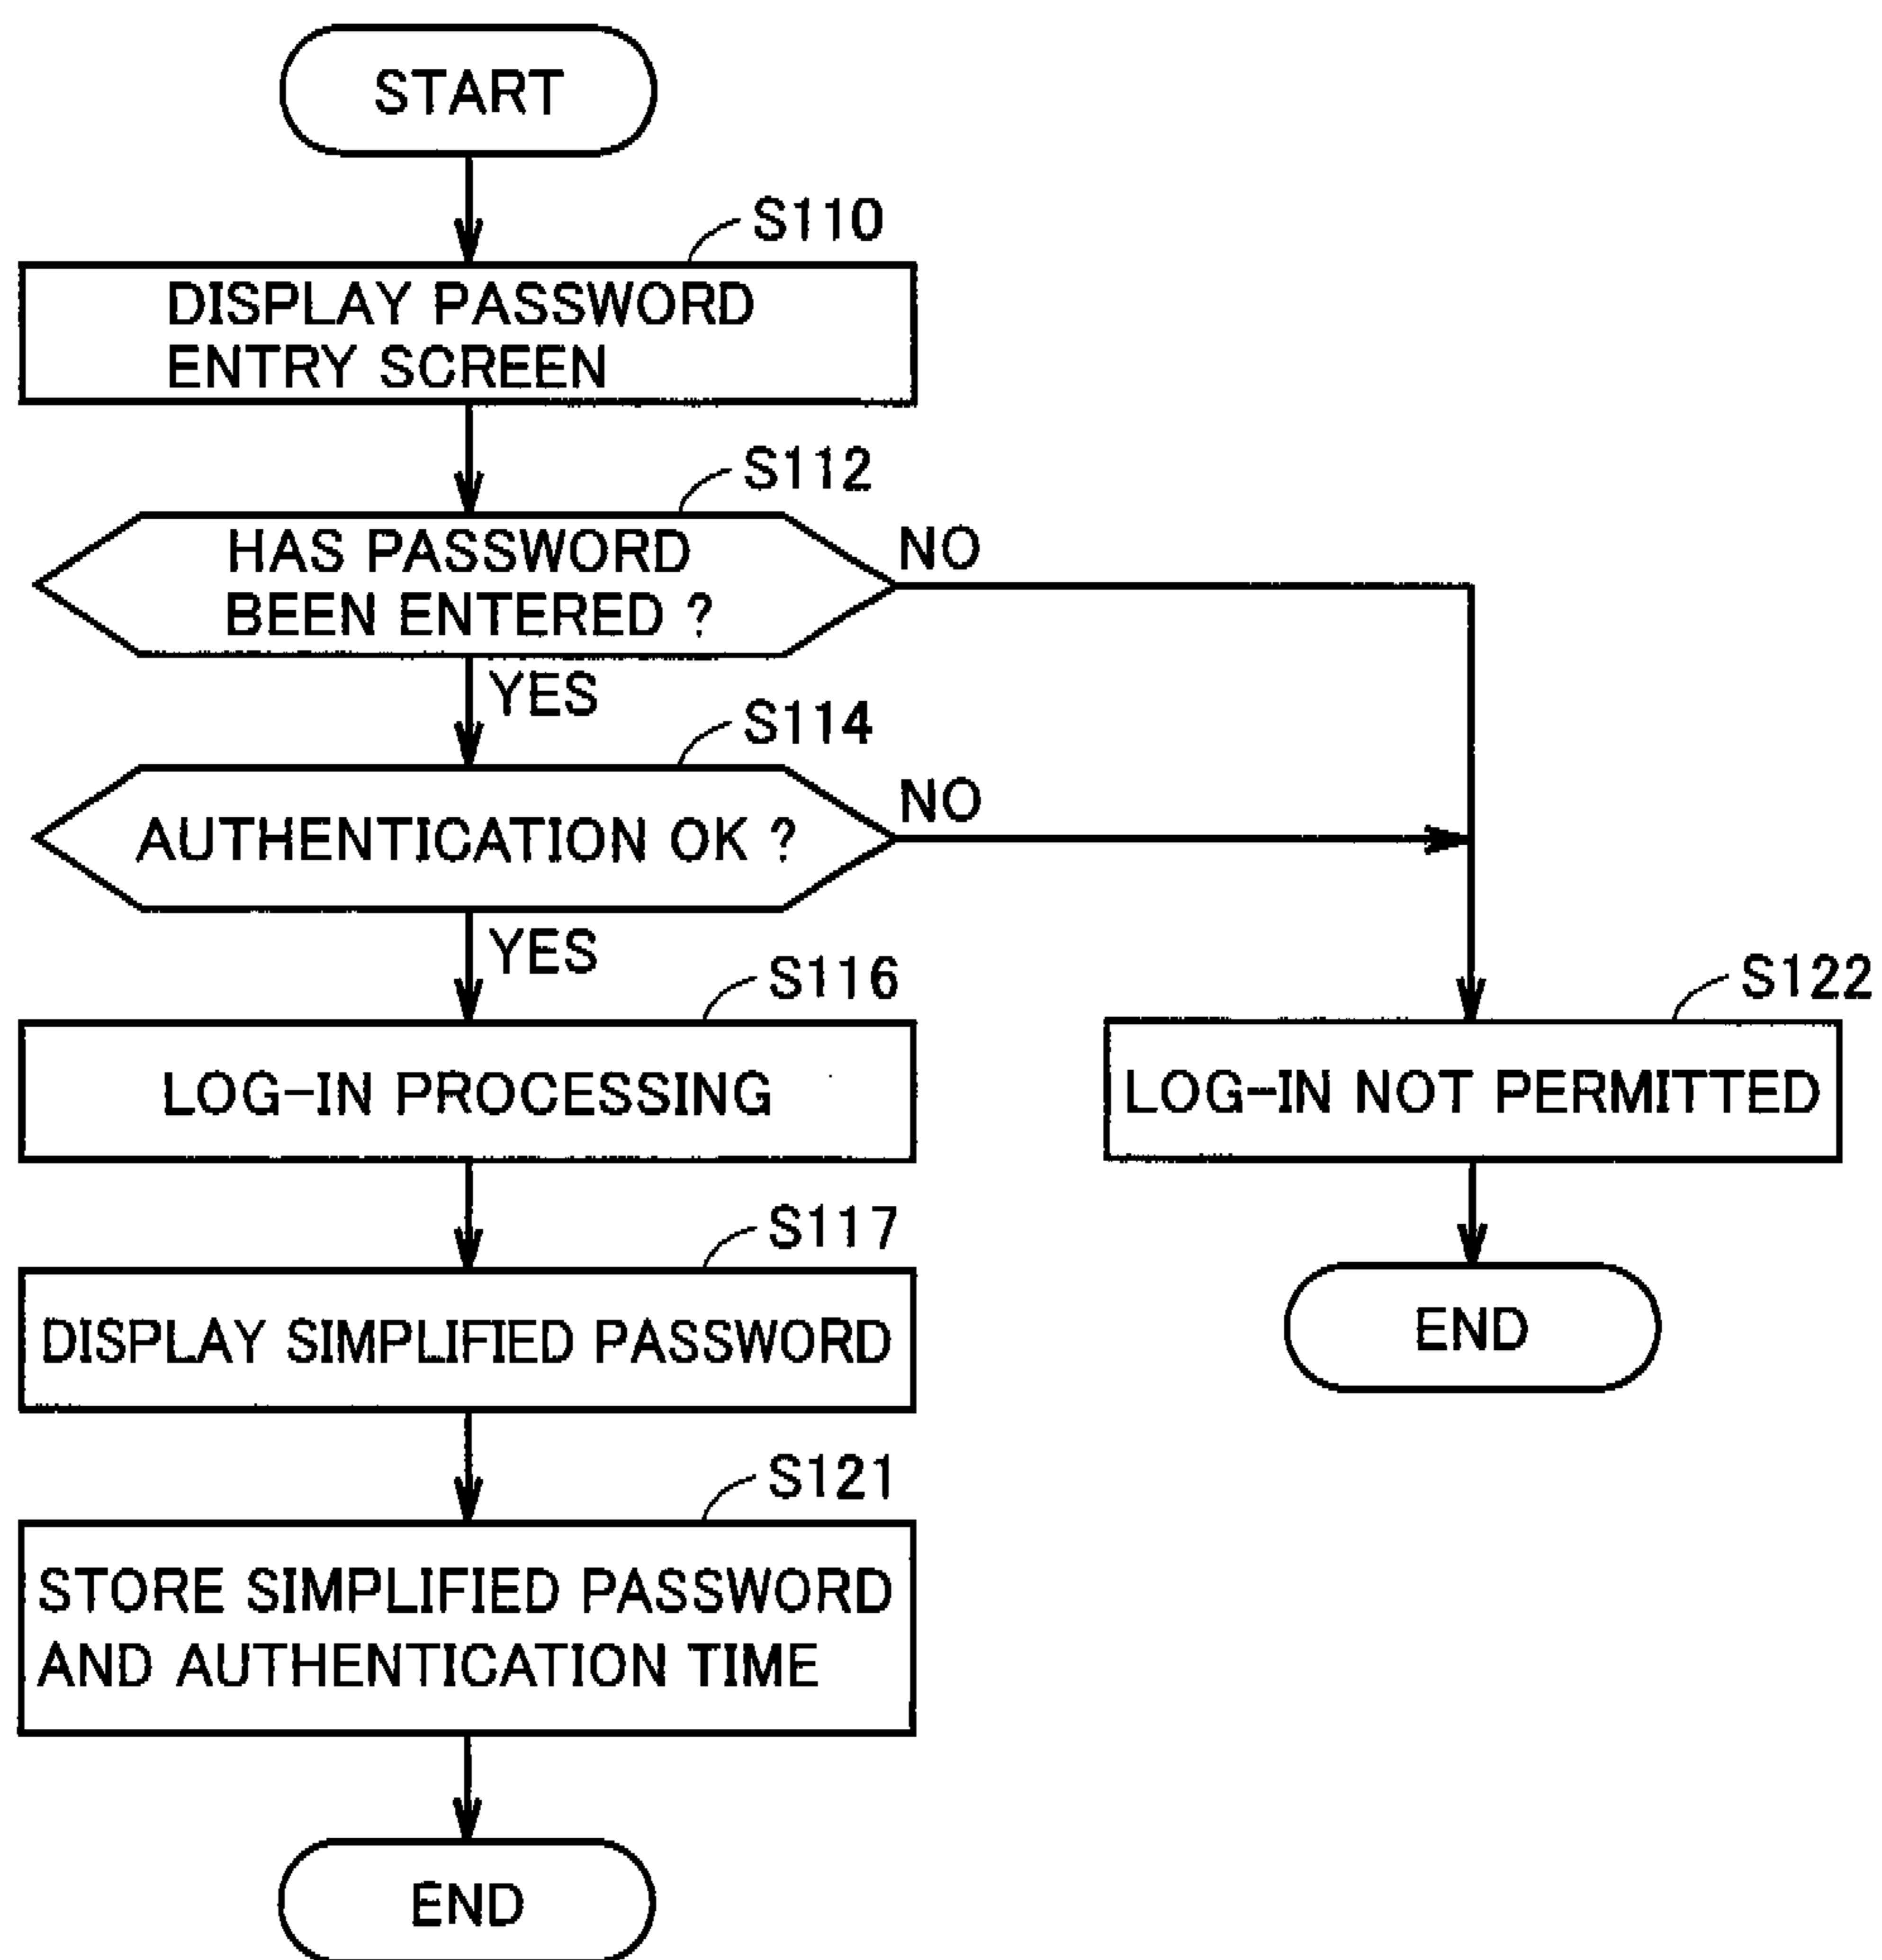 START
S110
DISPLAY PASSWORD
ENTRY SCREEN
S112
HAS PASSWORD
BEEN ENTERED ?
NO
YES
S114
AUTHENTICATION OK ?
NO
YES
S116
LOG-IN PROCESSING
S122
LOG-IN NOT PERMITTED
S117
DISPLAY SIMPLIFIED PASSWORD
END
S121
STORE SIMPLIFIED PASSWORD
AND AUTHENTICATION TIME
END